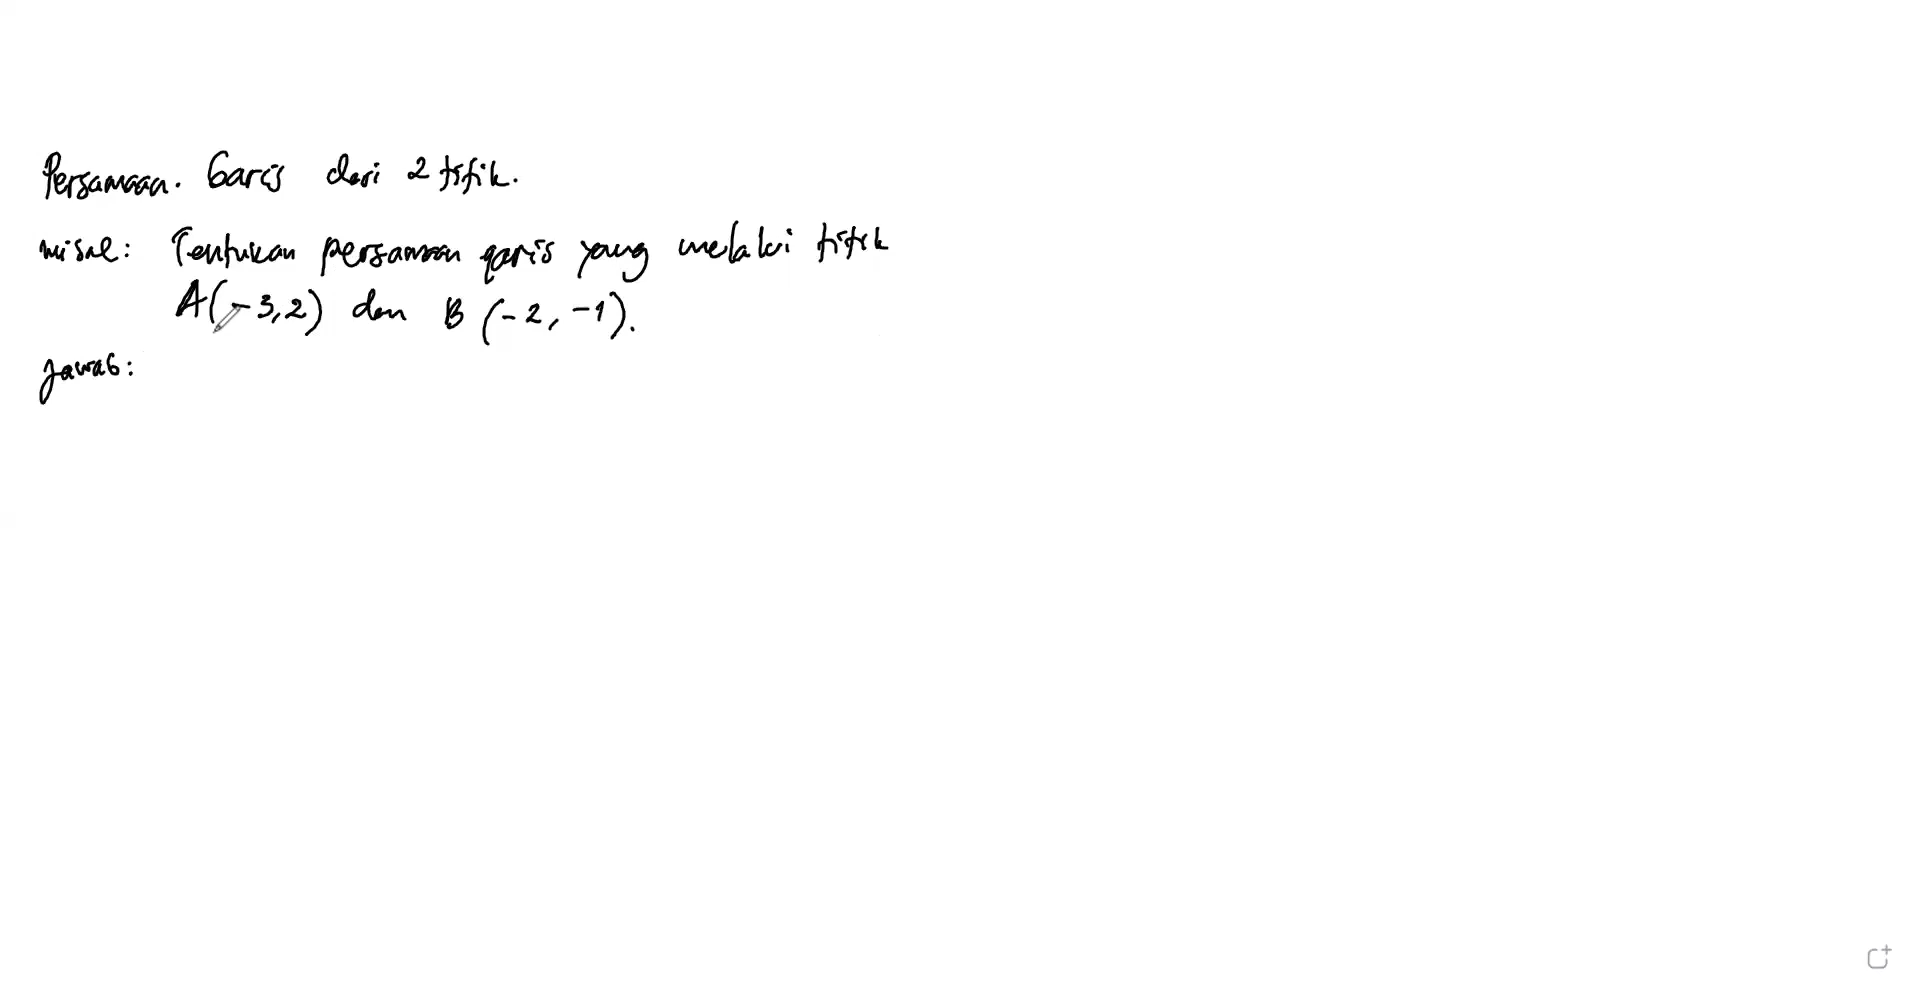 Persamaan. Garis dari 2 titik.
misal: Tentukan persamaan garis yang melalui titik
A(-3,2) dan B (-2, -1).
Jawab: